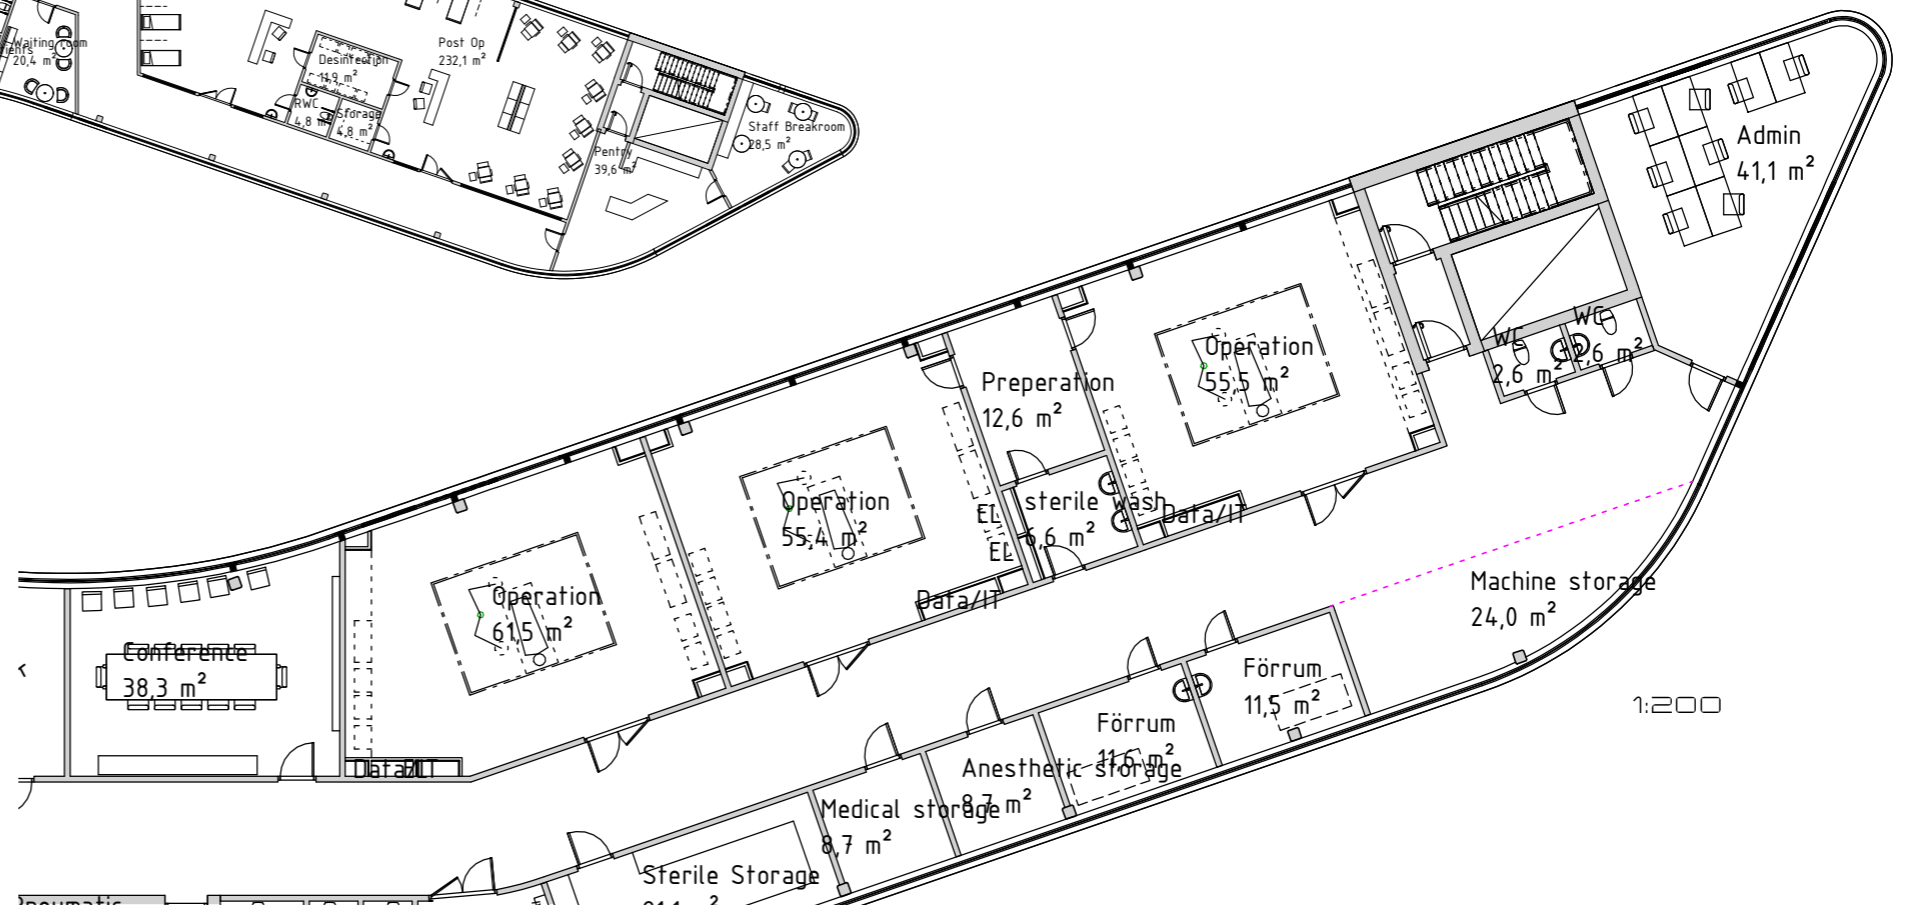 Waiting room
20,4 m²
Post Op
232,1 m²
Desinfection
11,9 m²
RWC
4,8 m²
Storage
4,8 m²
Pentry
39,6 m²
Staff Breakroom
28,5 m²
Admin
41,1 m²
WC
2,6 m²
WC
2,6 m²
Operation
55,5 m²
Preperation
12,6 m²
sterile wash
6,6 m²
EL
EL
Data/IT
Operation
55,4 m²
Data/IT
Operation
61,5 m²
Conference
38,3 m²
Machine storage
24,0 m²
Förrum
11,5 m²
1:200
Förrum
11,6 m²
Anesthetic storage
8,7 m²
Medical storage
8,7 m²
Sterile Storage